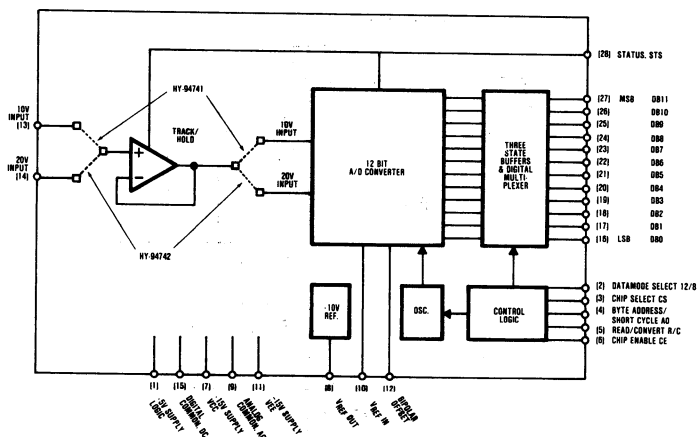 (28) STATUS, STS
HY-94741
10V
INPUT
(13)
TRACK/
HOLD
10V
INPUT
20V
INPUT
(14)
20V
INPUT
HY-94742
12 BIT
A/D CONVERTER
THREE
STATE
BUFFERS
& DIGITAL
MULTI-
PLEXER
(27) MSB DB11
(26) DB10
(25) DB9
(24) DB8
(23) DB7
(22) DB6
(21) DB5
(20) DB4
(19) DB3
(18) DB2
(17) DB1
(16) LSB DB0
-10V
REF.
OSC.
CONTROL
LOGIC
(2) DATAMODE SELECT 12/8
(3) CHIP SELECT CS
(4) BYTE ADDRESS/
SHORT CYCLE AO
(5) READ/CONVERT R/C
(6) CHIP ENABLE CE
(1)
-5V SUPPLY
LOGIC
(15)
DIGITAL
COMMON, DC
(7)
-15V SUPPLY
VCC
(9)
ANALOG
COMMON, AC
(11)
-15V SUPPLY
VEE
(8)
VREF OUT
(10)
VREF IN
(12)
BIPOLAR
OFFSET